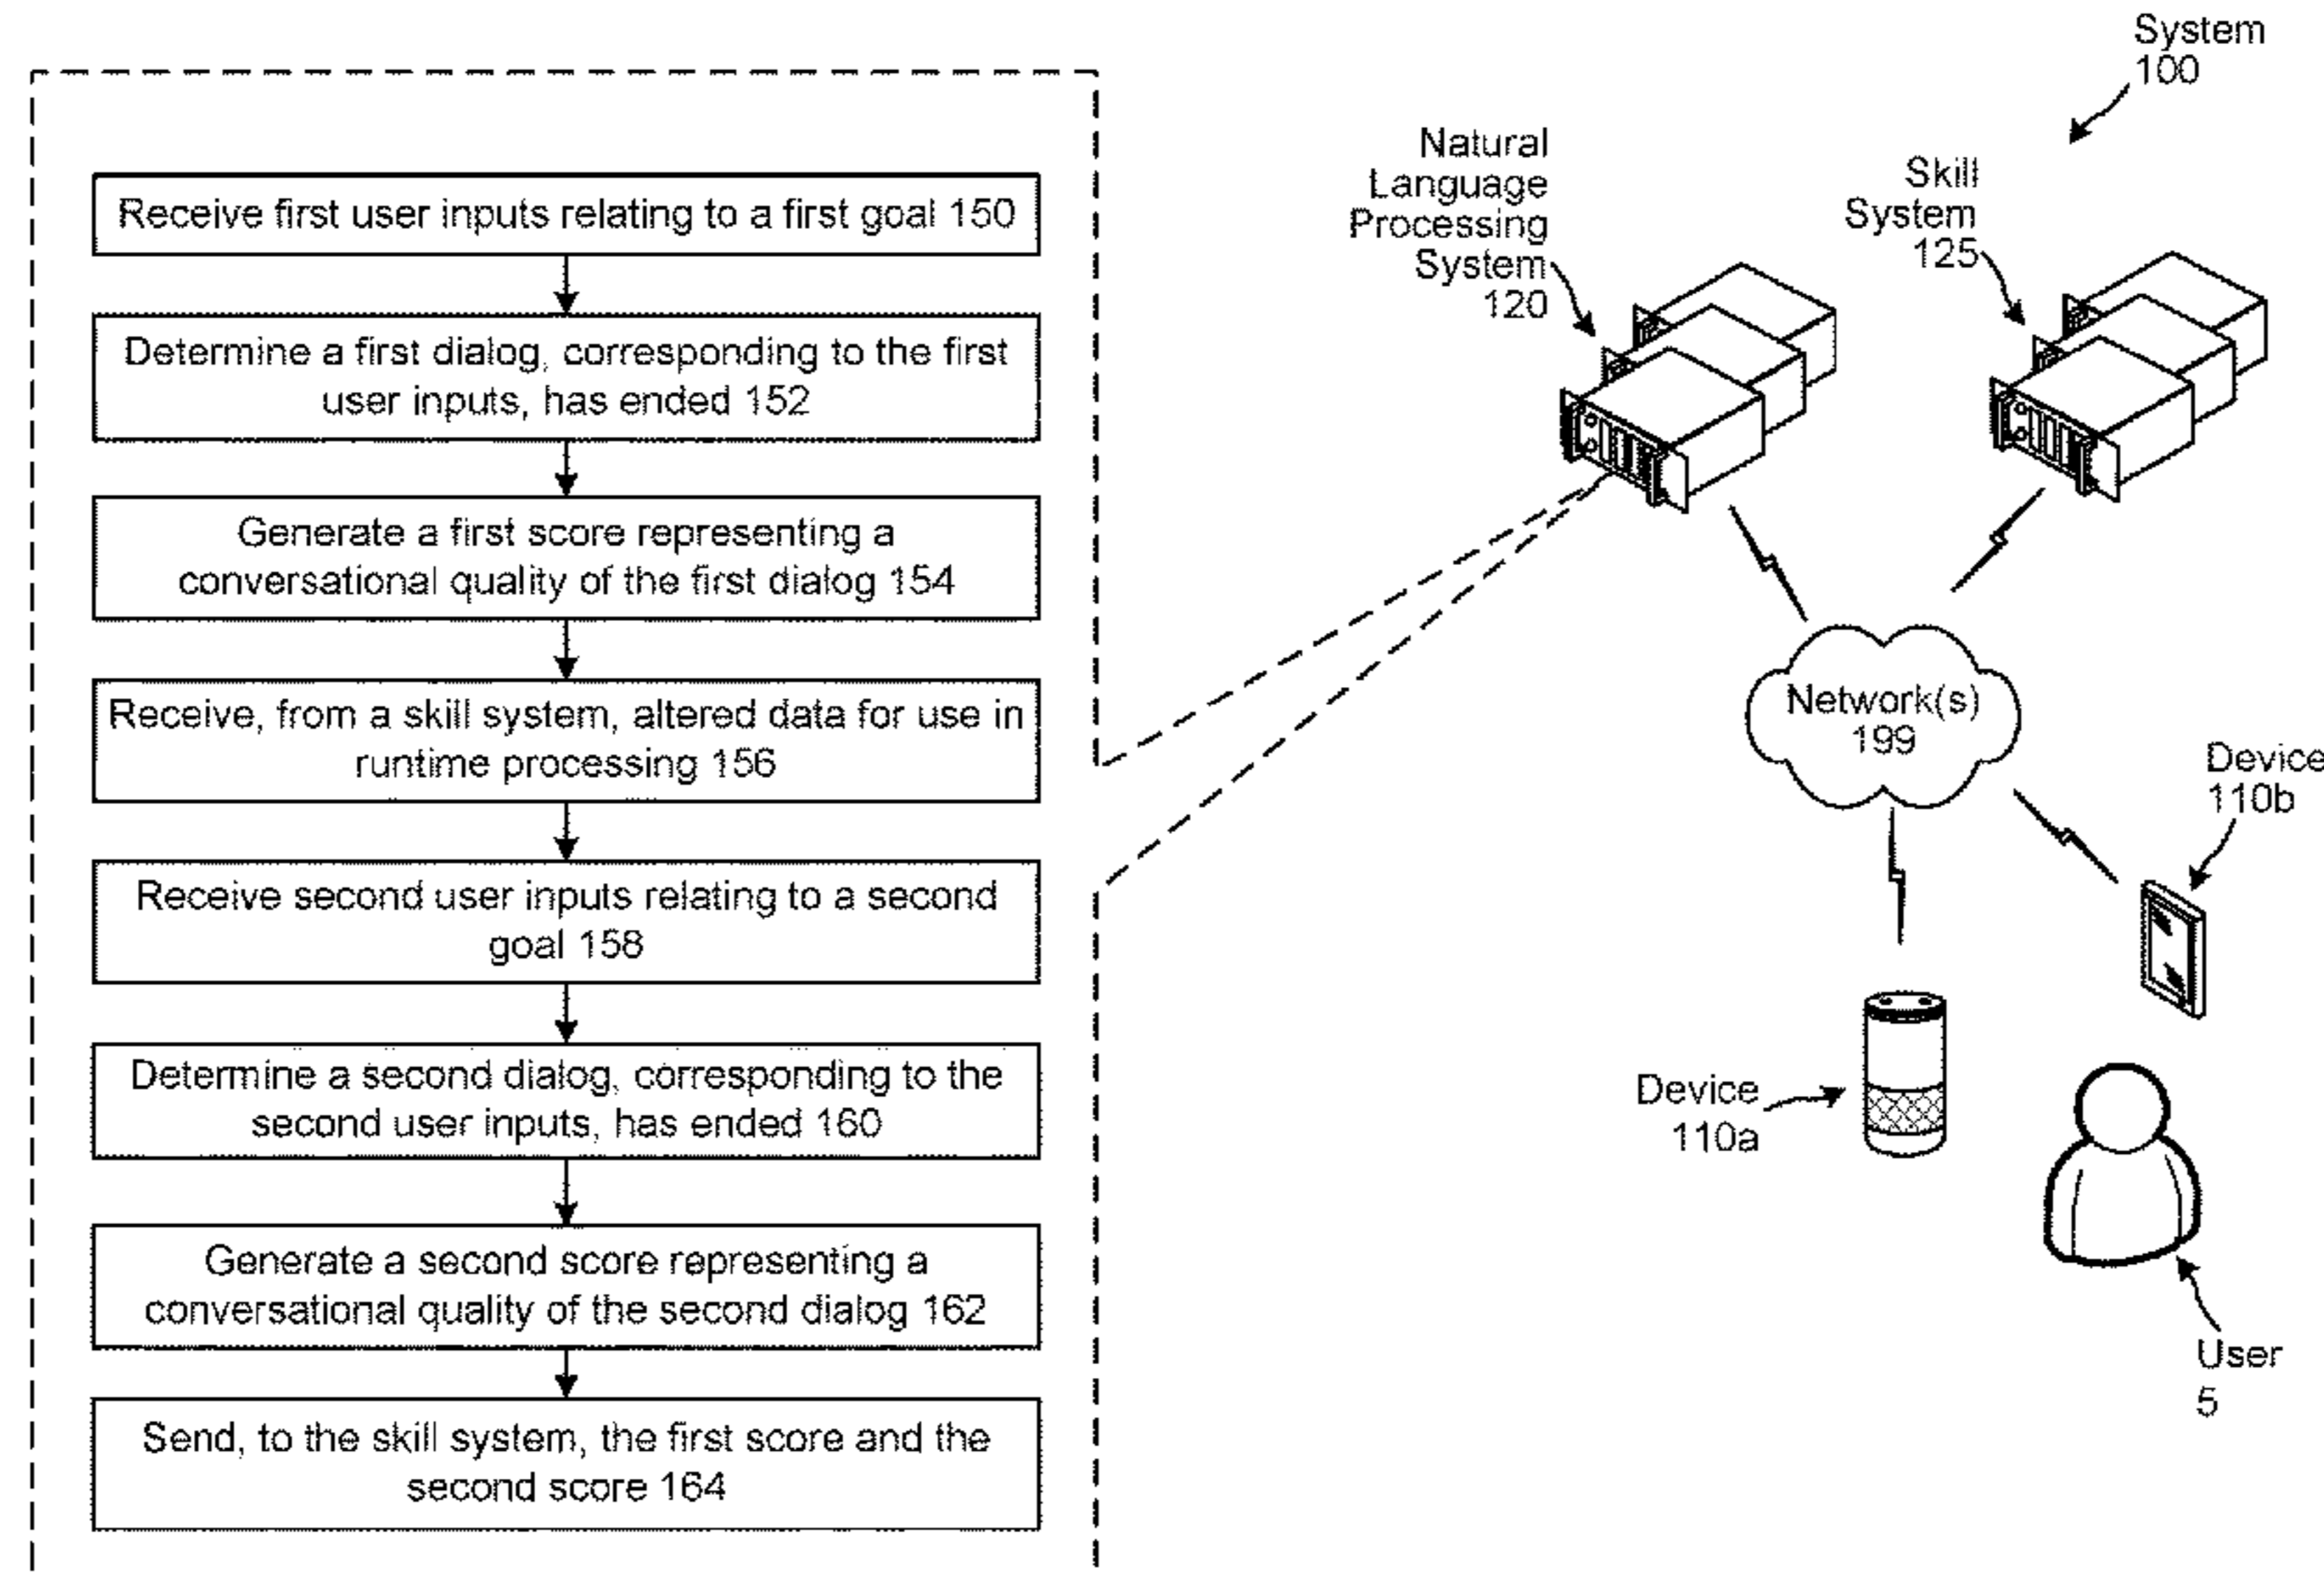 Receive first user inputs relating to a first goal 150
Determine a first dialog, corresponding to the first
user inputs, has ended 152
Generate a first score representing a
conversational quality of the first dialog 154
Receive, from a skill system, altered data for use in
runtime processing 156
Receive second user inputs relating to a second
goal 158
Determine a second dialog, corresponding to the
second user inputs, has ended 160
Generate a second score representing a
conversational quality of the second dialog 162
Send, to the skill system, the first score and the
second score 164
System
100
Natural
Language
Processing
System
120
Skill
System
125
Network(s)
199
Device
110b
Device
110a
User
5